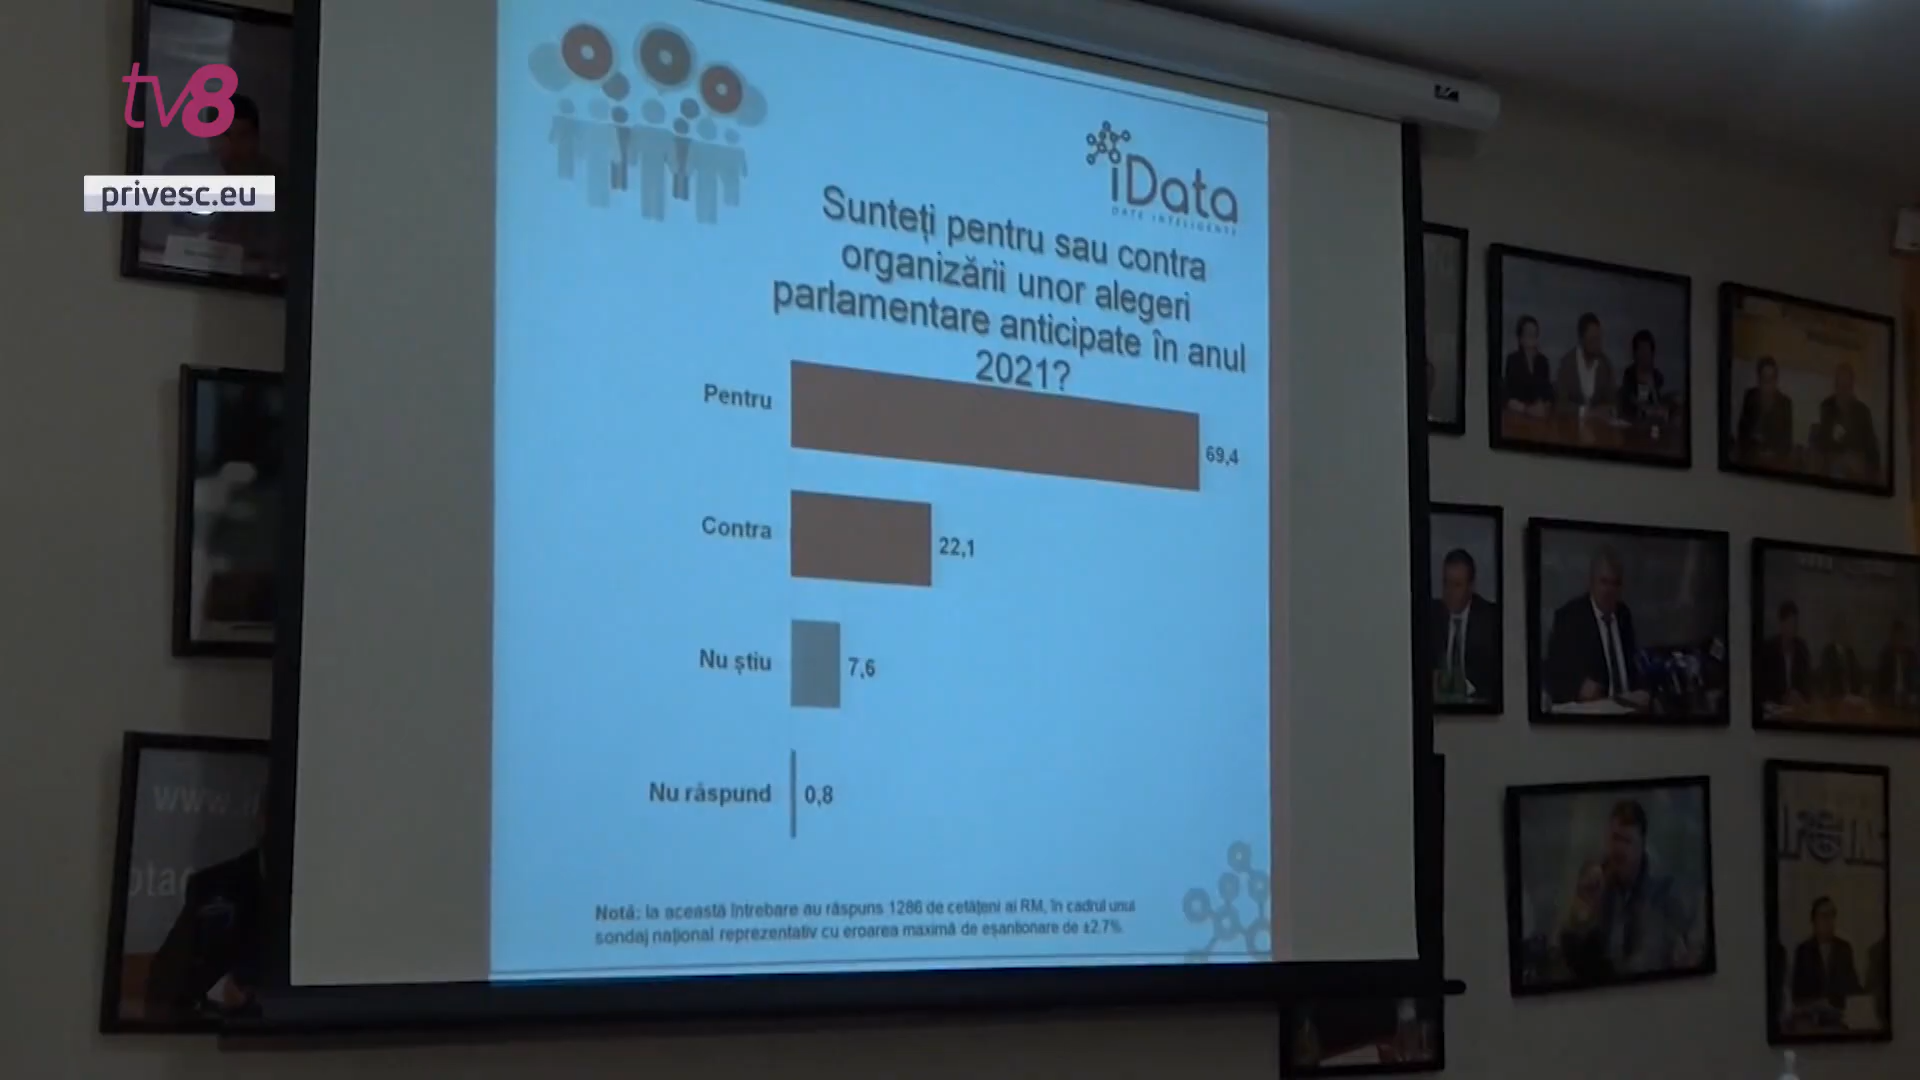 tv8
privesc.eu
iData
DATE INTELIGENTE
Sunteți pentru sau contra
organizării unor alegeri
parlamentare anticipate în anul
2021?
Pentru
69,4
Contra
22,1
Nu știu
7,6
Nu răspund
0,8
Notă: la această întrebare au răspuns 1286 de cetățeni ai RM, în cadrul unui
sondaj național reprezentativ cu eroarea maximă de eșantionare de ±2.7%.
www.i
otac